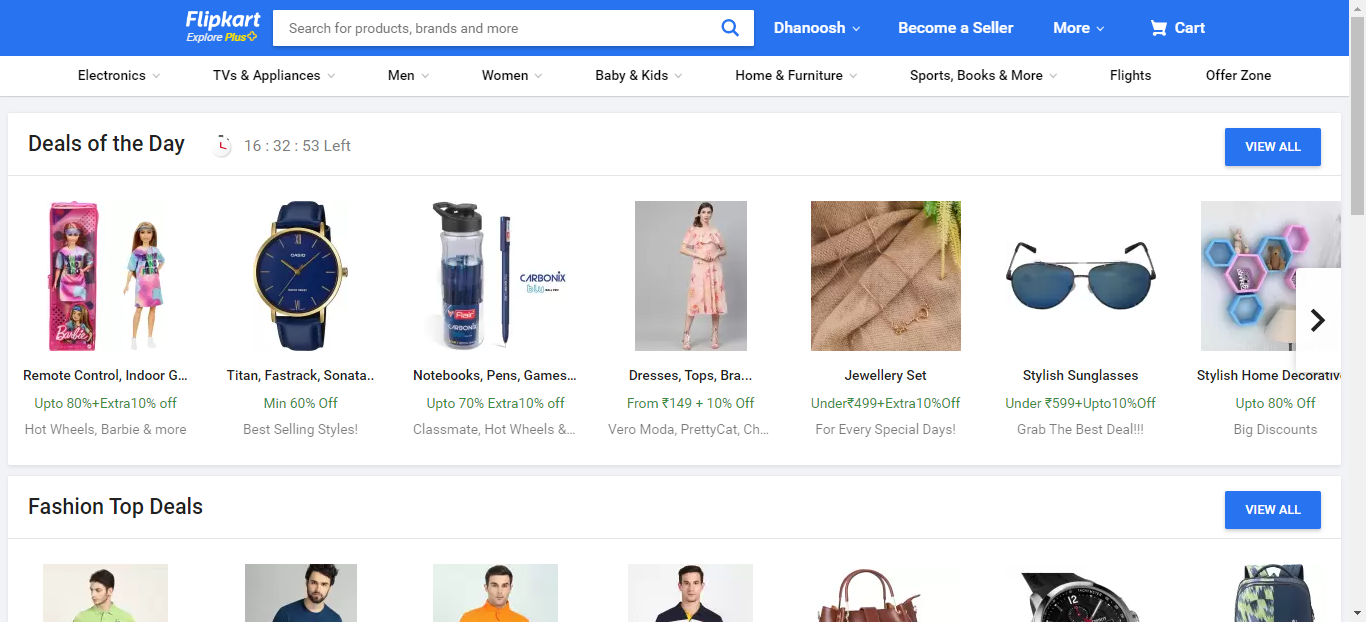 Flipkart
Explore Plus
Search for products, brands and more
Dhanoosh
Become a Seller
More
Cart
Electronics
TVs & Appliances
Men
Women
Baby & Kids
Home & Furniture
Sports, Books & More
Flights
Offer Zone
Deals of the Day
16 : 32 : 53 Left
VIEW ALL
Barbie
CASIO
Flair
CARBONIX
CARBONIX
blu
Remote Control, Indoor G...
Titan, Fastrack, Sonata..
Notebooks, Pens, Games...
Dresses, Tops, Bra...
Jewellery Set
Stylish Sunglasses
Stylish Home Decorative
Upto 80%+Extra10% off
Min 60% Off
Upto 70% Extra10% off
From ₹149 + 10% Off
Under₹499+Extra10%Off
Under ₹599+Upto10%Off
Upto 80% Off
Hot Wheels, Barbie & more
Best Selling Styles!
Classmate, Hot Wheels &...
Vero Moda, PrettyCat, Ch...
For Every Special Days!
Grab The Best Deal!!!
Big Discounts
Fashion Top Deals
VIEW ALL
12